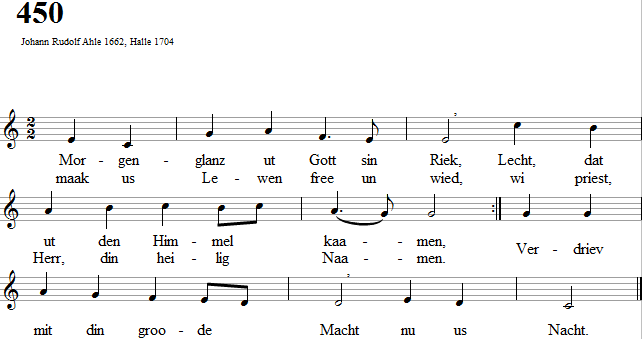 450
Johann Rudolf Ahle 1662, Halle 1704
2
2
Mor - gen - glanz ut Gott sin Riek, Lecht, dat
maak us Le - wen free un wied, wi priest,
ut den Him - mel kaa - - men, Ver - driev
Herr, din hei - lig Naa - - men.
mit din groo - de Macht nu us Nacht.